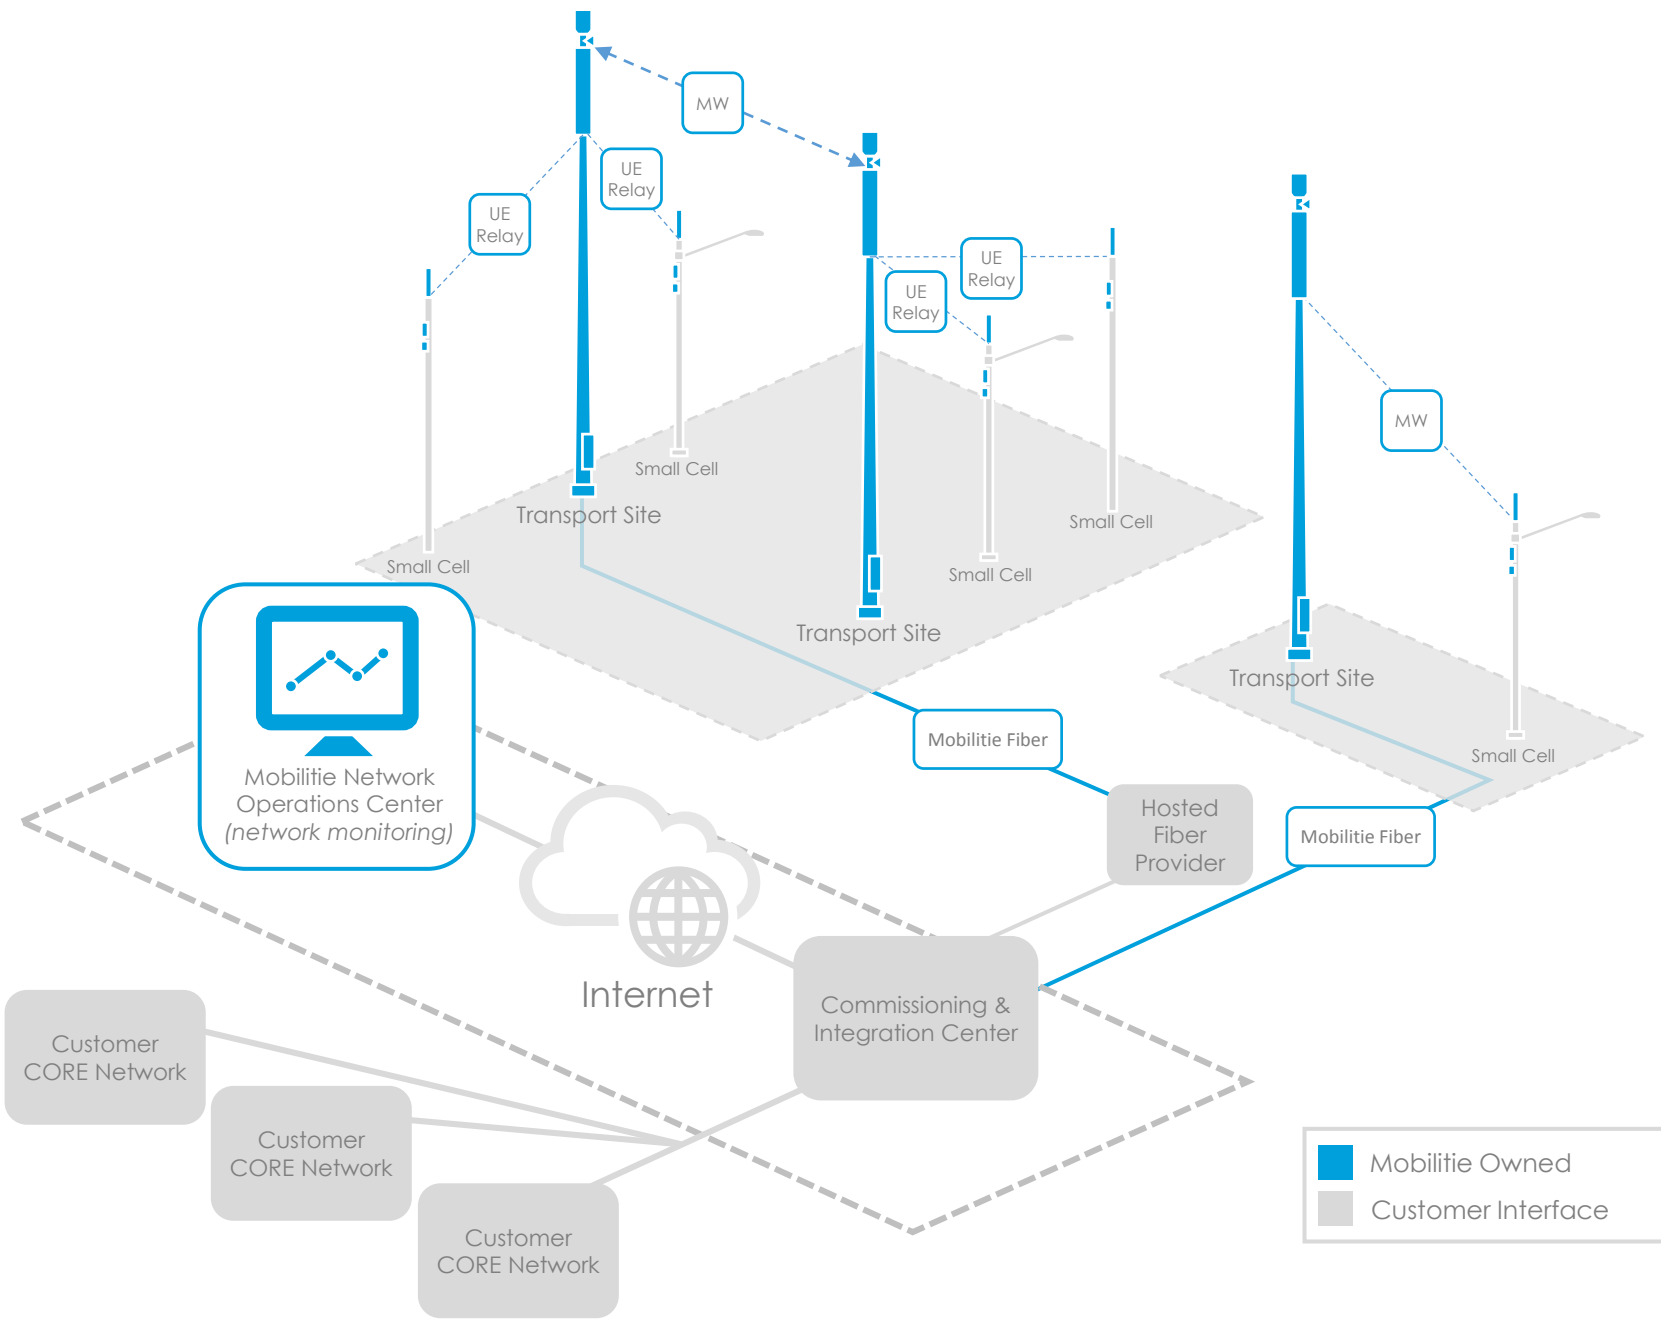 MW
UE
Relay
UE
Relay
UE
Relay
UE
Relay
MW
Small Cell
Transport Site
Small Cell
Small Cell
Small Cell
Transport Site
Transport Site
Small Cell
Mobilitie Fiber
Mobilitie Network
Operations Center
(network monitoring)
Hosted
Fiber
Provider
Mobilitie Fiber
Internet
Commissioning &
Integration Center
Customer
CORE Network
Customer
CORE Network
Customer
CORE Network
Mobilitie Owned
Customer Interface